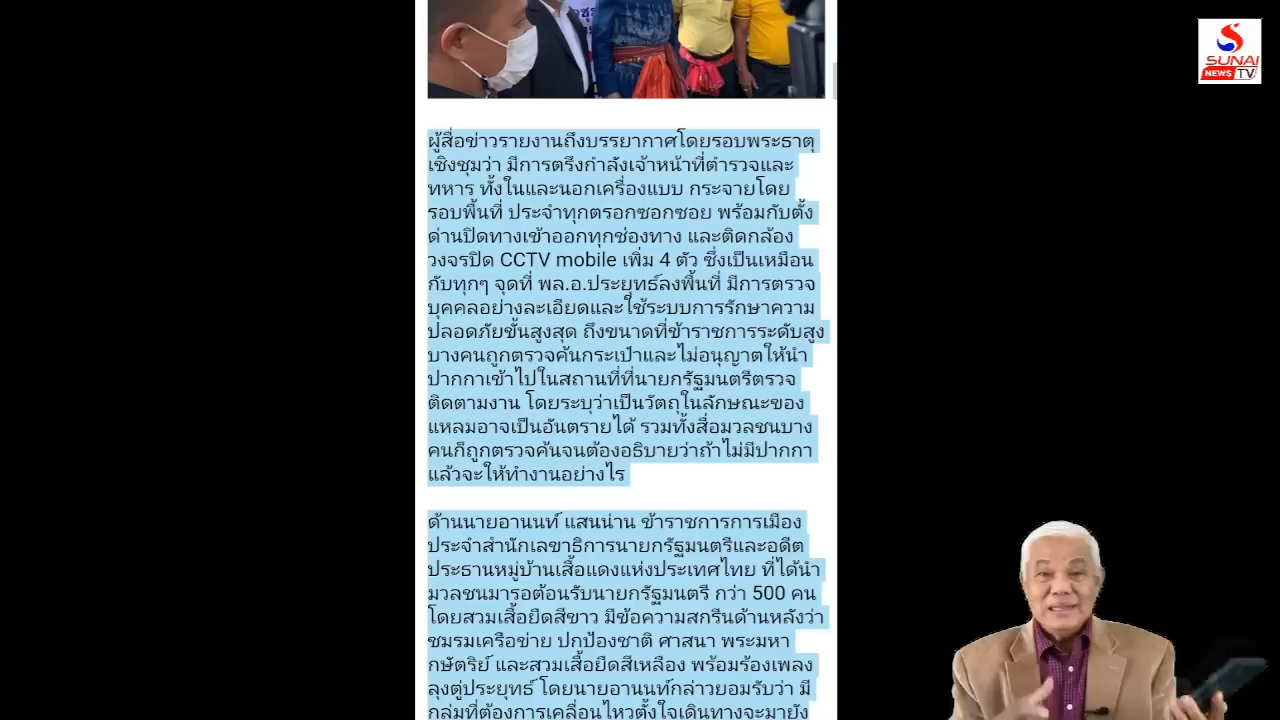 SUNAI
NEWS TV
ผู้สื่อข่าวรายงานถึงบรรยากาศโดยรอบพระธาตุ
เชิงชุมว่า มีการตรึงกำลังเจ้าหน้าที่ตำรวจและ
ทหาร ทั้งในและนอกเครื่องแบบ กระจายโดย
รอบพื้นที่ ประจำทุกตรอกซอกซอย พร้อมกับตั้ง
ด่านปิดทางเข้าออกทุกช่องทาง และติดกล้อง
วงจรปิด CCTV mobile เพิ่ม 4 ตัว ซึ่งเป็นเหมือน
กับทุกๆ จุดที่ พล.อ.ประยุทธ์ลงพื้นที่ มีการตรวจ
บุคคลอย่างละเอียดและใช้ระบบการรักษาความ
ปลอดภัยขั้นสูงสุด ถึงขนาดที่ข้าราชการระดับสูง
บางคนถูกตรวจค้นกระเป๋าและไม่อนุญาตให้นำ
ปากกาเข้าไปในสถานที่ที่นายกรัฐมนตรีตรวจ
ติดตามงาน โดยระบุว่าเป็นวัตถุในลักษณะของ
แหลมอาจเป็นอันตรายได้ รวมทั้งสื่อมวลชนบาง
คนก็ถูกตรวจค้นจนต้องอธิบายว่าถ้าไม่มีปากกา
แล้วจะให้ทำงานอย่างไร
ด้านนายอานนท์ แสนน่าน ข้าราชการการเมือง
ประจำสำนักเลขาธิการนายกรัฐมนตรีและอดีต
ประธานหมู่บ้านเสื้อแดงแห่งประเทศไทย ที่ได้นำ
มวลชนมารอต้อนรับนายกรัฐมนตรี กว่า 500 คน
โดยสวมเสื้อยืดสีขาว มีข้อความสกรีนด้านหลังว่า
ชมรมเครือข่าย ปกป้องชาติ ศาสนา พระมหา
กษัตริย์ และสวมเสื้อยืดสีเหลือง พร้อมร้องเพลง
ลุงตู่ประยุทธ์ โดยนายอานนท์กล่าวยอมรับว่า มี
กลุ่มที่ต้องการเคลื่อนไหวตั้งใจเดินทางจะมายัง